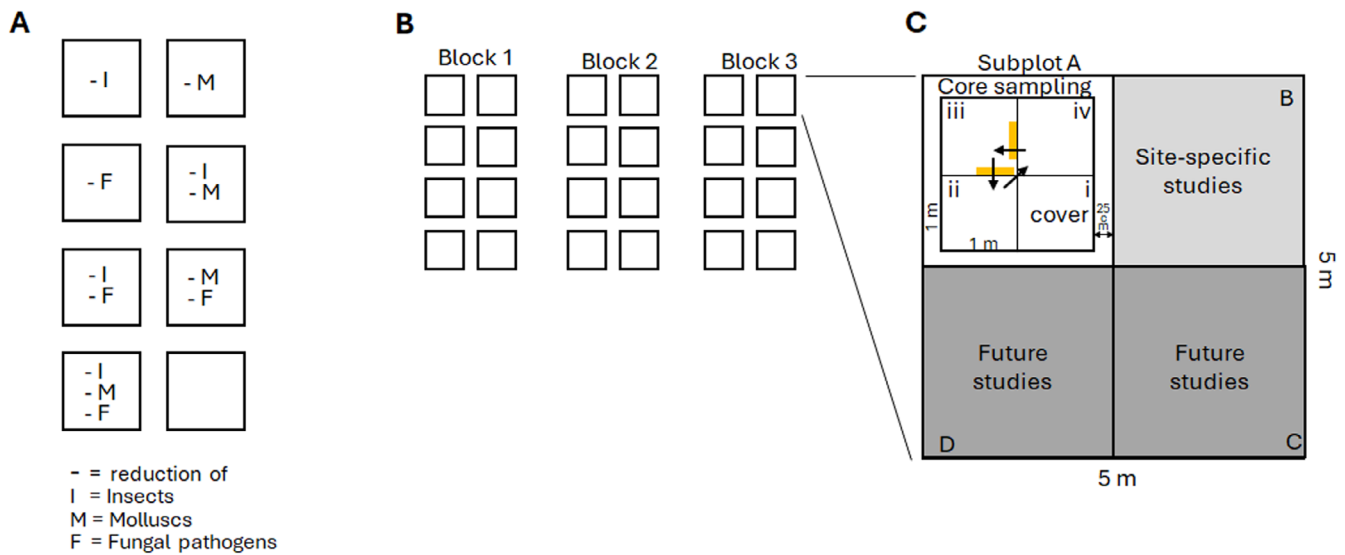 A
- I
- M
- F
- I
- M
- I
- F
- M
- F
- I
- M
- F
- = reduction of
I = Insects
M = Molluscs
F = Fungal pathogens
B
Block 1
Block 2
Block 3
C
Subplot A
Core sampling
iii
iv
ii
i
cover
1 m
1 m
25
cm
B
Site-specific
studies
5 m
Future
studies
D
Future
studies
C
5 m